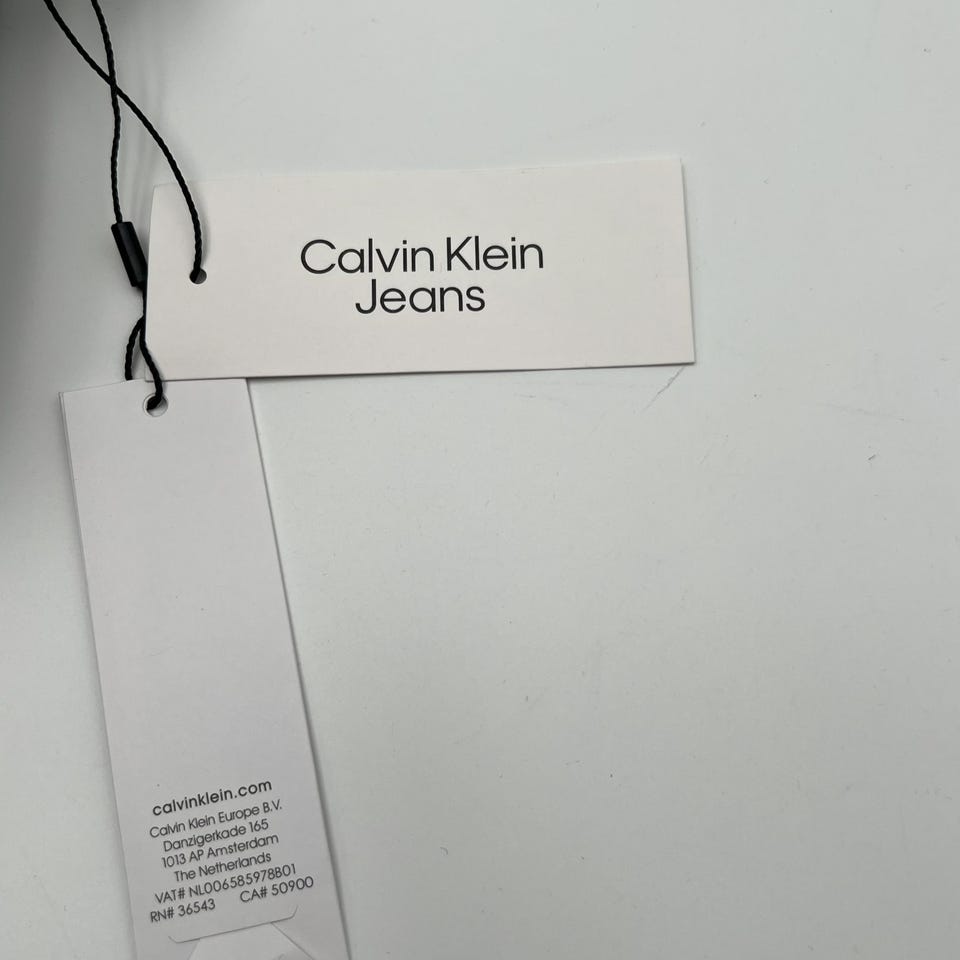 Calvin Klein
Jeans
calvinklein.com
Calvin Klein Europe B.V.
Danzigerkade 165
1013 AP Amsterdam
The Netherlands
VAT# NL006585978B01
RN# 36543 CA# 50900